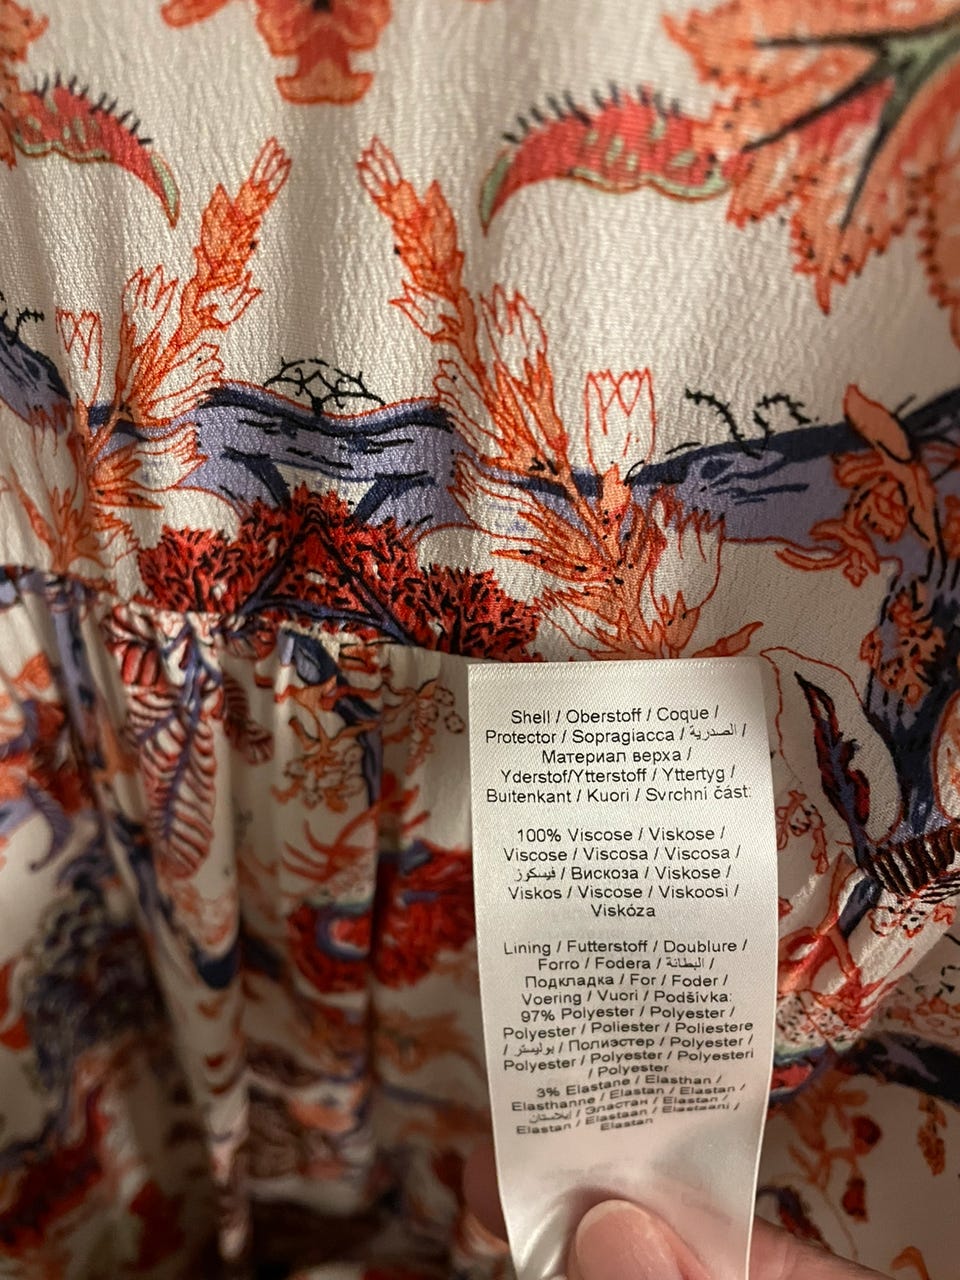 Shell / Oberstoff / Coque /
Protector / Sopragiacca / الصدرية /
Материал верха /
Yderstof/Ytterstoff / Yttertyg /
Buitenkant / Kuori / Svrchní část:
100% Viscose / Viskose /
Viscose / Viscosa / Viscosa /
فيسكوز / Вискоза / Viskose /
Viskos / Viscose / Viskoosi /
Viskóza
Lining / Futterstoff / Doublure /
Forro / Fodera / البطانة /
Подкладка / For / Foder /
Voering / Vuori / Podšívka:
97% Polyester / Polyester /
Polyester / Poliester / Poliestere
/ بوليستر / Полиэстер / Polyester /
Polyester / Polyester / Polyesteri
/ Polyester
3% Elastane / Elasthan /
Elasthanne / Elastan / Elastan /
إيلاستان / Эластан / Elastan /
Elastan / Elastaan / Elastaani /
Elastan